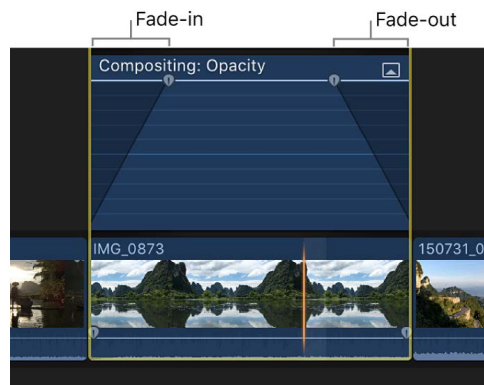 Fade-in
Fade-out
Compositing: Opacity
IMG_0873
150731_0